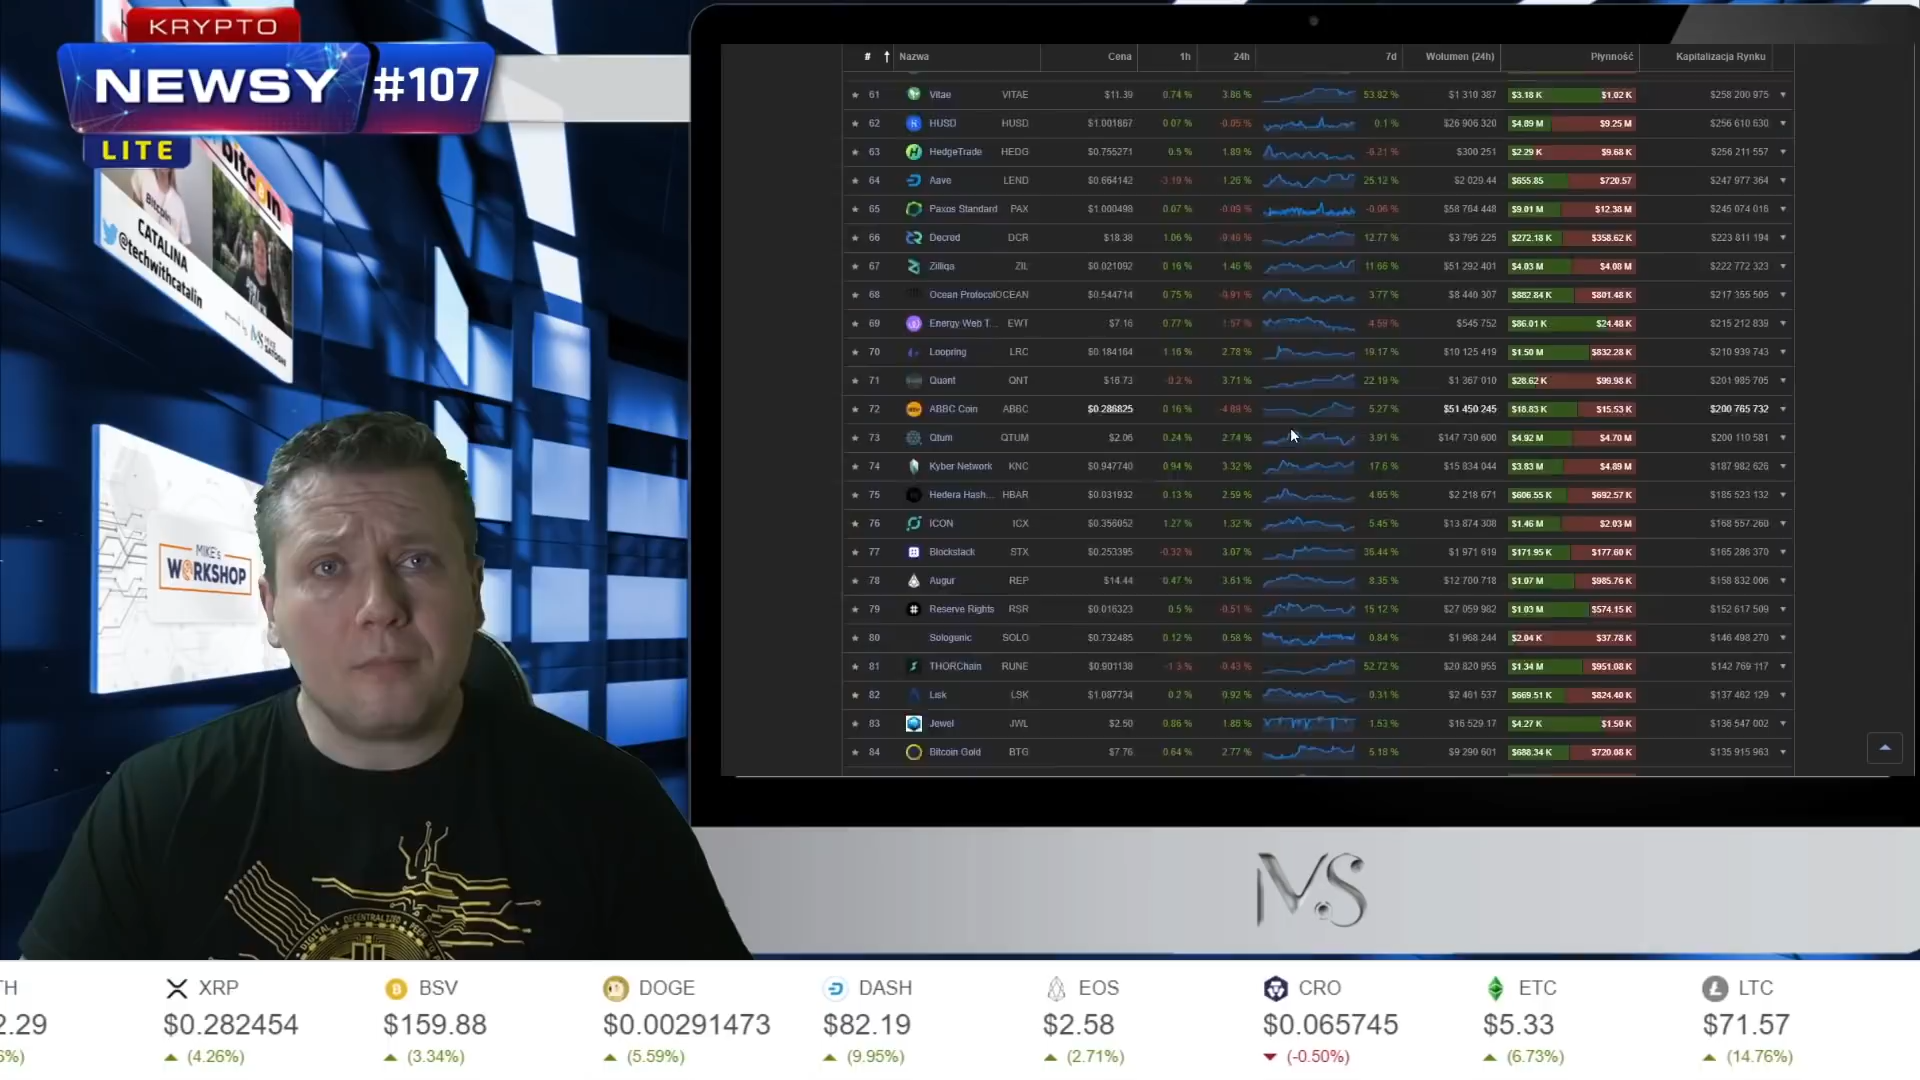 KRYPTO
NEWSY #107
LITE
bitcoin
CATALINA
@techwithcatalin
MIKE's
WORKSHOP
# Nazwa Cena 1h 24h 7d Wolumen (24h) Płynność Kapitalizacja Rynku
61 Vitae VITAE $11.39 0.74 % 3.86 % 53.82 % $1 310 387 $3.18 K $1.02 K $258 200 975
62 HUSD HUSD $1.001867 0.07 % -0.05 % 0.1 % $26 906 320 $4.89 M $9.25 M $256 610 630
63 HedgeTrade HEDG $0.755271 0.5 % 1.89 % -6.21 % $300 251 $2.29 K $9.68 K $256 211 557
64 Aave LEND $0.664142 -3.19 % 1.26 % 25.12 % $2 029.44 $655.85 $720.57 $247 977 364
65 Paxos Standard PAX $1.000498 0.07 % -0.09 % -0.06 % $58 764 448 $9.01 M $12.38 M $245 074 016
66 Decred DCR $18.38 1.06 % -9.49 % 12.77 % $3 795 225 $272.18 K $358.62 K $223 811 194
67 Zilliqa ZIL $0.021092 0.16 % 1.46 % 11.66 % $51 292 401 $4.03 M $4.08 M $222 772 323
68 Ocean Protocol OCEAN $0.544714 0.75 % -0.91 % 3.77 % $8 440 307 $882.84 K $801.48 K $217 355 505
69 Energy Web T... EWT $7.16 0.77 % 1.57 % -4.59 % $545 752 $86.01 K $24.48 K $215 212 839
70 Loopring LRC $0.184164 1.16 % 2.78 % 19.17 % $10 125 419 $1.50 M $832.28 K $210 939 743
71 Quant QNT $16.73 -0.2 % 3.71 % 22.19 % $1 367 010 $28.62 K $99.98 K $201 985 705
72 ABBC Coin ABBC $0.286825 0.16 % -4.88 % 5.27 % $51 450 245 $18.83 K $15.53 K $200 765 732
73 Qtum QTUM $2.06 0.24 % 2.74 % 3.91 % $147 730 600 $4.92 M $4.70 M $200 110 581
74 Kyber Network KNC $0.947740 0.94 % 3.32 % 17.6 % $15 834 044 $3.83 M $4.89 M $187 982 626
75 Hedera Hash... HBAR $0.031932 0.13 % 2.59 % 4.65 % $2 218 671 $606.55 K $692.57 K $185 523 132
76 ICON ICX $0.356052 1.27 % 1.32 % 5.45 % $13 874 308 $1.46 M $2.03 M $168 557 260
77 Blockstack STX $0.253395 -0.32 % 3.07 % 36.44 % $1 971 619 $171.95 K $177.60 K $165 286 370
78 Augur REP $14.44 0.47 % 3.61 % 8.35 % $12 700 718 $1.07 M $985.76 K $158 832 006
79 Reserve Rights RSR $0.016323 0.5 % -0.51 % 15.12 % $27 059 982 $1.03 M $574.15 K $152 617 509
80 Sologenic SOLO $0.732485 0.12 % 0.58 % 0.84 % $1 968 244 $2.04 K $37.78 K $146 498 270
81 THORChain RUNE $0.901138 -1.3 % -0.43 % 52.72 % $20 820 955 $1.34 M $951.08 K $142 769 117
82 Lisk LSK $1.087734 0.2 % 0.92 % 0.31 % $2 461 537 $669.51 K $824.40 K $137 462 129
83 Jewel JWL $2.50 0.86 % 1.86 % 1.53 % $16 529.17 $4.27 K $1.50 K $136 547 002
84 Bitcoin Gold BTG $7.76 0.64 % 2.77 % 5.18 % $9 290 601 $688.34 K $720.08 K $135 915 963
MS
DECENTRALIZED
DIGITAL
TH XRP BSV DOGE DASH EOS CRO ETC LTC
2.29 $0.282454 $159.88 $0.00291473 $82.19 $2.58 $0.065745 $5.33 $71.57
6%) (4.26%) (3.34%) (5.59%) (9.95%) (2.71%) (-0.50%) (6.73%) (14.76%)